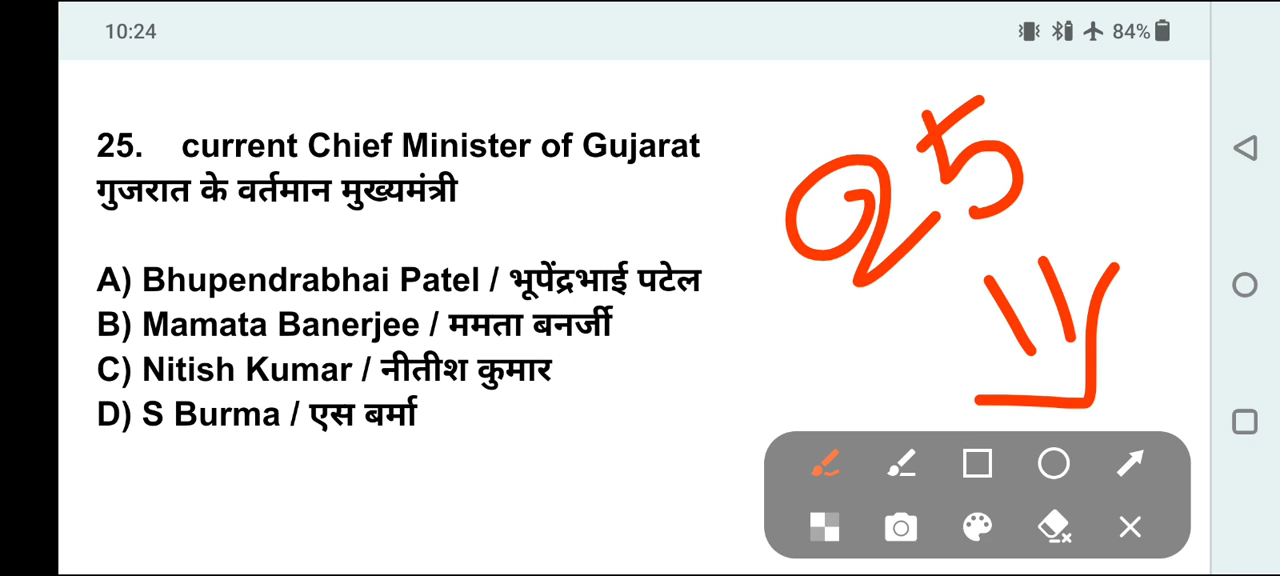 10:24
84%
25. current Chief Minister of Gujarat
गुजरात के वर्तमान मुख्यमंत्री
A) Bhupendrabhai Patel / भूपेंद्रभाई पटेल
B) Mamata Banerjee / ममता बनर्जी
C) Nitish Kumar / नीतीश कुमार
D) S Burma / एस बर्मा
25